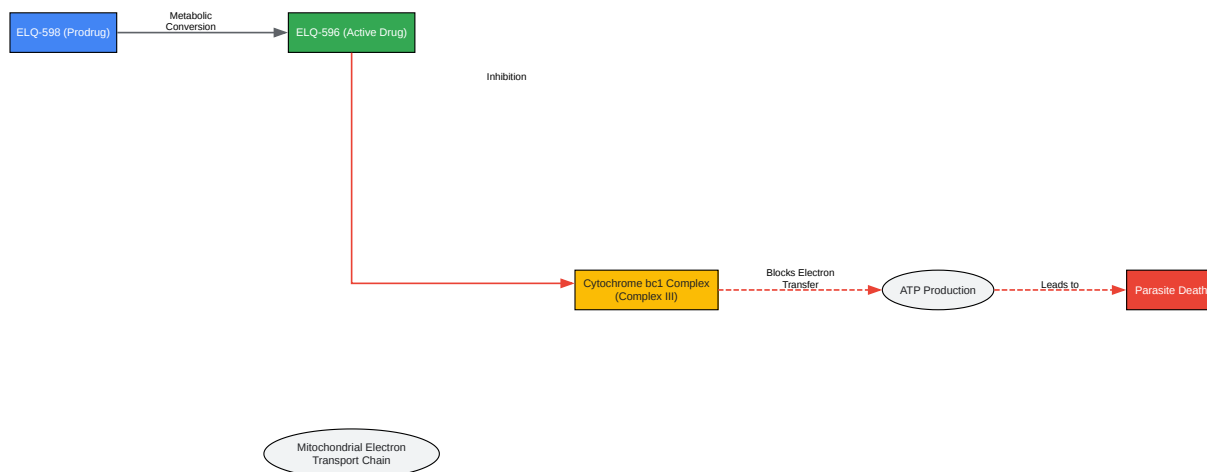 Metabolic
Conversion
ELQ-598 (Prodrug)
ELQ-596 (Active Drug)
Inhibition
Cytochrome bc1 Complex
(Complex III)
Blocks Electron
Transfer
ATP Production
Leads to
Parasite Death
Mitochondrial Electron
Transport Chain